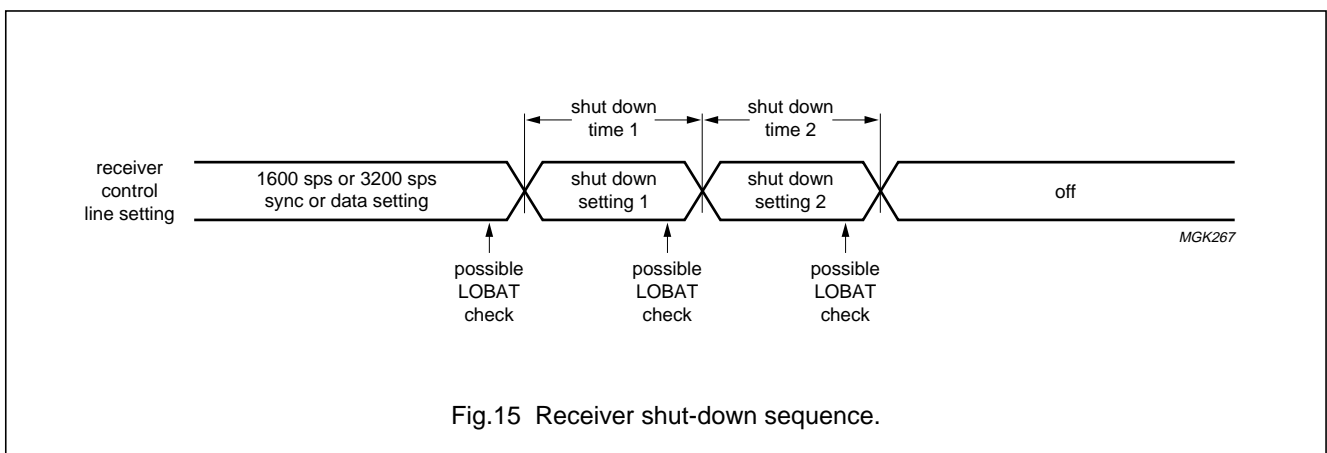 shut down
time 1
shut down
time 2
receiver
control
line setting
1600 sps or 3200 sps
sync or data setting
shut down
setting 1
shut down
setting 2
off
MGK267
possible
LOBAT
check
possible
LOBAT
check
possible
LOBAT
check
Fig.15 Receiver shut-down sequence.